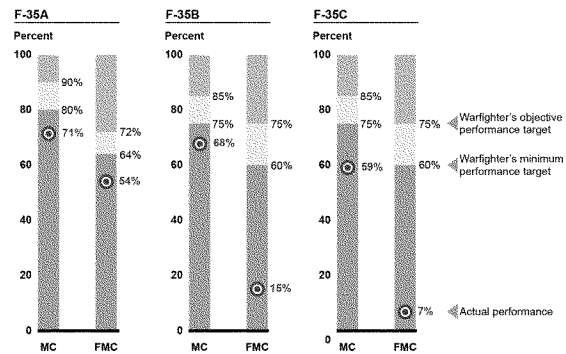 F-35A
Percent
100
80
60
40
20
0
90%
80%
71%
72%
64%
54%
MC
FMC
F-35B
Percent
100
80
60
40
20
0
85%
75%
68%
75%
60%
15%
MC
FMC
F-35C
Percent
100
80
60
40
20
0
85%
75%
59%
75%
60%
7%
MC
FMC
Warfighter's objective
performance target
Warfighter's minimum
performance target
Actual performance